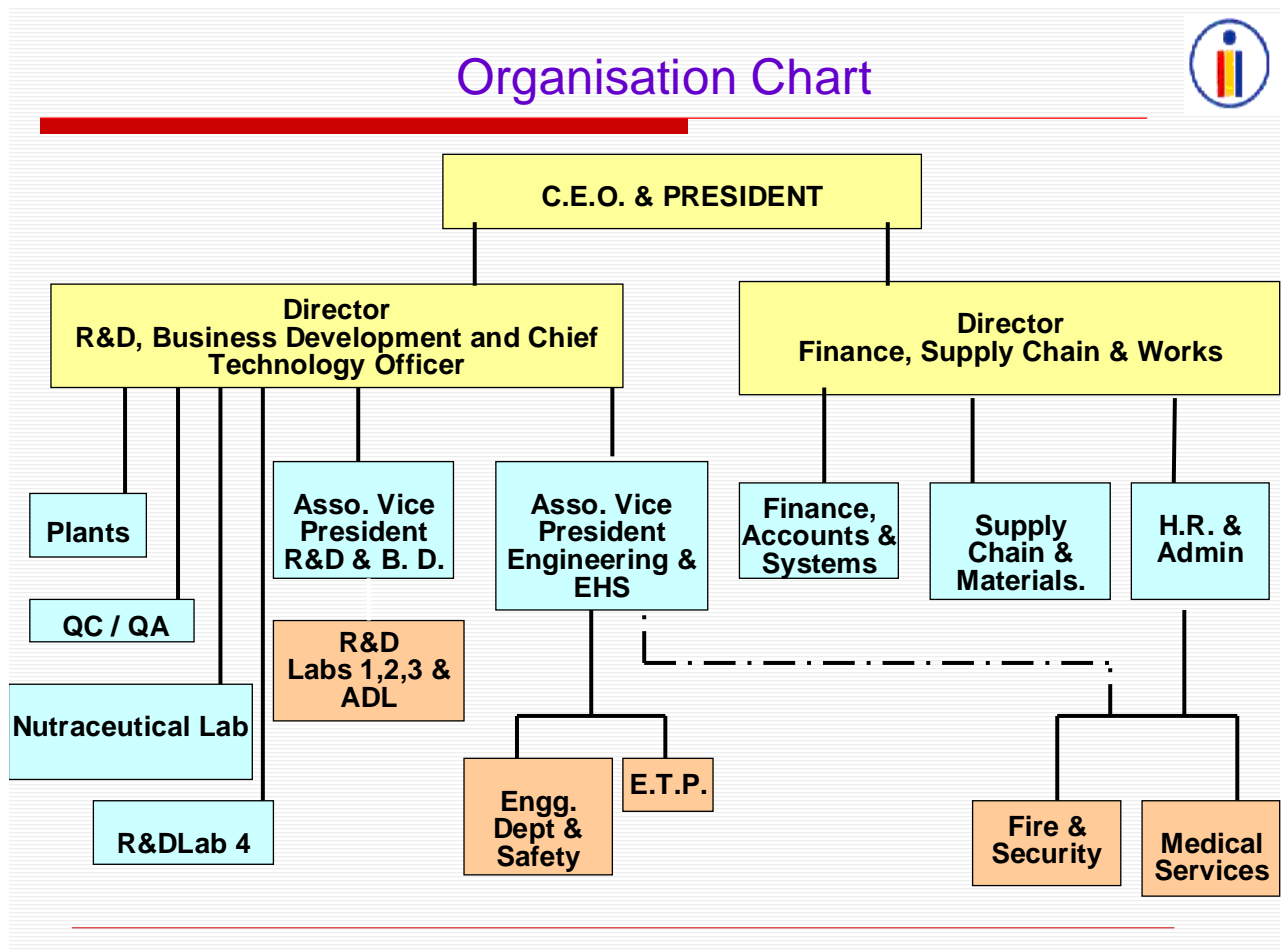 Organisation Chart
C.E.O. & PRESIDENT
Director
R&D, Business Development and Chief
Technology Officer
Director
Finance, Supply Chain & Works
Plants
QC / QA
Nutraceutical Lab
R&DLab 4
Asso. Vice
President
R&D & B. D.
R&D
Labs 1,2,3 &
ADL
Asso. Vice
President
Engineering &
EHS
Engg.
Dept &
Safety
E.T.P.
Finance,
Accounts &
Systems
Supply
Chain &
Materials.
H.R. &
Admin
Fire &
Security
Medical
Services